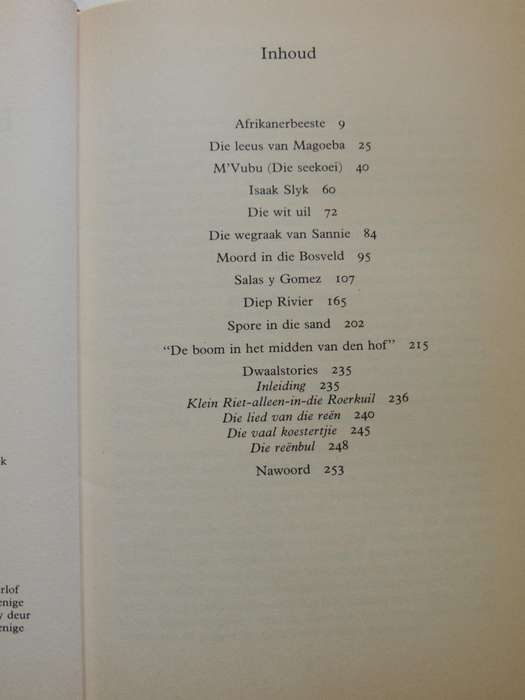 Inhoud
Afrikanerbeeste 9
Die leeus van Magoeba 25
M'Vubu (Die seekoei) 40
Isaak Slyk 60
Die wit uil 72
Die wegraak van Sannie 84
Moord in die Bosveld 95
Salas y Gomez 107
Diep Rivier 165
Spore in die sand 202
"De boom in het midden van den hof" 215
Dwaalstories 235
Inleiding 235
Klein Riet-alleen-in-die Roerkuil 236
Die lied van die reën 240
Die vaal koestertjie 245
Die reënbul 248
Nawoord 253
k
rlof
enige
y deur
enige